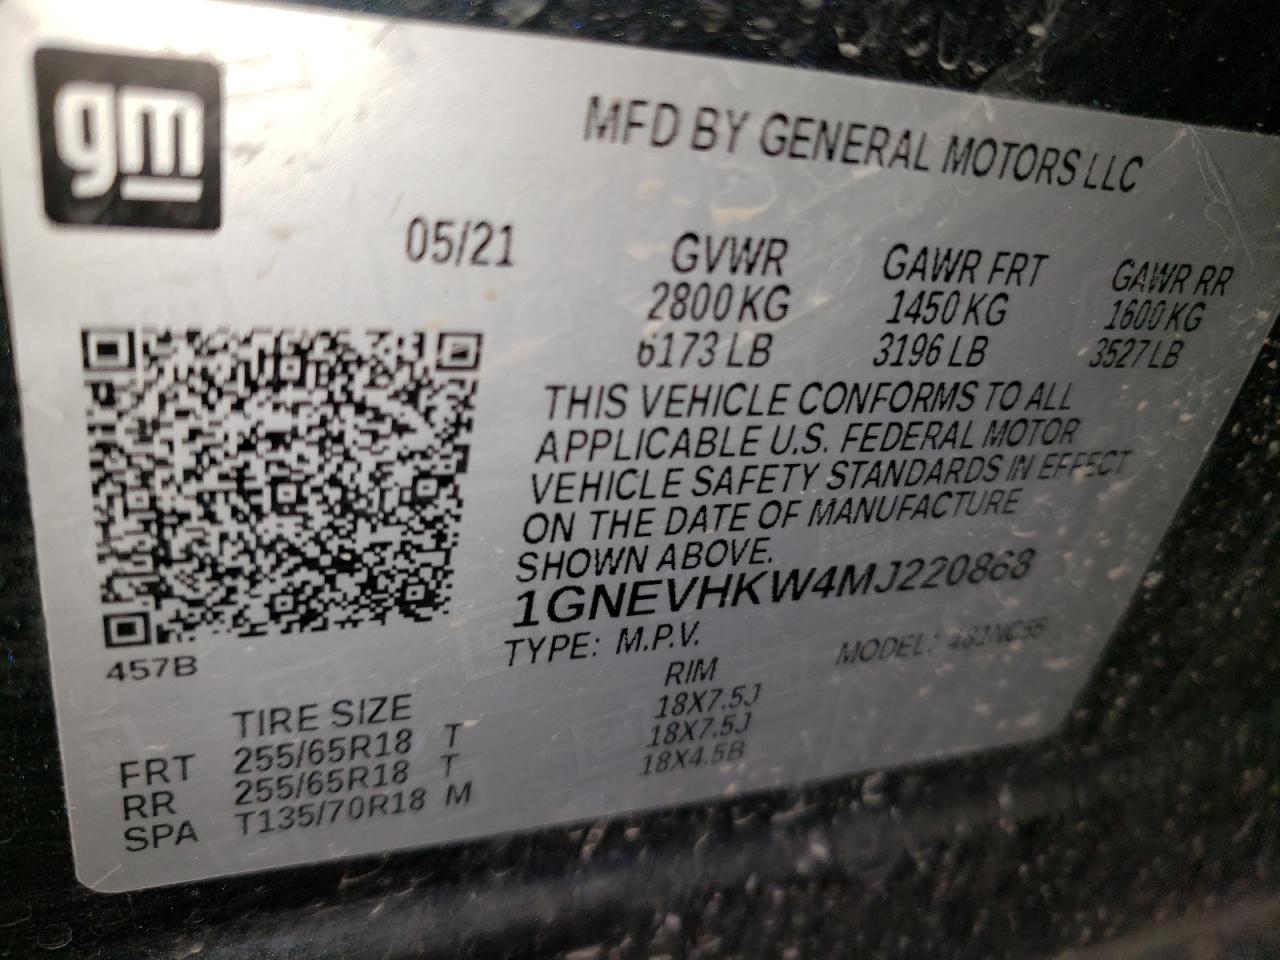 gm
MFD BY GENERAL MOTORS LLC
05/21
GVWR GAWR FRT GAWR RR
2800 KG 1450 KG 1600 KG
6173 LB 3196 LB 3527 LB
THIS VEHICLE CONFORMS TO ALL
APPLICABLE U.S. FEDERAL MOTOR
VEHICLE SAFETY STANDARDS IN EFFECT
ON THE DATE OF MANUFACTURE
SHOWN ABOVE.
1GNEVHKW4MJ220868
TYPE: M.P.V. MODEL:
457B
TIRE SIZE RIM
FRT 255/65R18 T 18X7.5J
RR 255/65R18 T 18X7.5J
SPA T135/70R18 M 18X4.5B